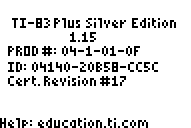 TI-83 Plus Silver Edition
1.15
PROD #: 04-1-01-0F
ID: 04140-20B5B-CC5C
Cert. Revision #17
Help: education.ti.com